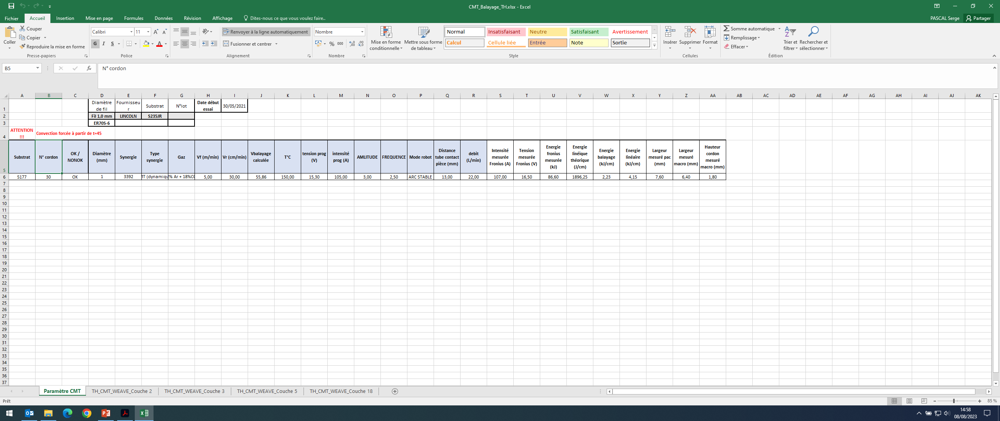 CMT_Balayage_TH.xlsx - Excel
Fichier Accueil Insertion Mise en page Formules Données Révision Affichage Dites-nous ce que vous voulez faire.. PASCAL Serge Partager
Coller
Couper
Copier
Reproduire la mise en forme
Presse-papiers
Calibri 11
G I S
Police
Renvoyer à la ligne automatiquement
Fusionner et centrer
Alignement
Nombre
% 000
Nombre
Mise en forme conditionnelle
Mettre sous forme de tableau
Normal Insatisfaisant Neutre Satisfaisant Avertissement
Calcul Cellule liée Entrée Note Sortie
Style
Insérer Supprimer Format
Cellules
Somme automatique
Remplissage
Effacer
Trier et filtrer
Rechercher et sélectionner
Édition
B5 fx N° cordon
A B C D E F G H I J K L M N O P Q R S T U V W X Y Z AA AB AC AD AE AF AG AH AI AJ AK
1 Diamètre de fil Fournisseur Substrat N°lot Date début essai 30/05/2021
2 Fil 1,0 mm LINCOLN S235JR
3 ER70S-6
4 ATTENTION !!! Convection forcée à partir de t=45
5 Substrat N° cordon OK / NONOK Diamètre (mm) Synergie Type synergie Gaz Vf (m/min) Vr (cm/min) Vbalayage calculée T°C tension prog (V) intensité prog (A) AMLITUDE FREQUENCE Mode robot Distance tube contact pièce (mm) debit (L/min) Intensité mesurée Fronius (A) Tension mesurée Fronius (V) Energie fronius mesurée (kJ) Energie linéique théorique (J/cm) Energie balayage (kJ/cm) Energie linéaire (kJ/cm) Largeur mesuré pac (mm) Largeur mesuré macro (mm) Hauteur cordon mesuré macro (mm)
6 S177 30 OK 1 3392 (dynamiqu % Ar + 18%C 5,00 30,00 55,86 150,00 15,30 105,00 3,00 2,50 ARC STABLE 13,00 22,00 107,00 16,50 86,60 1896,25 2,23 4,15 7,60 6,40 1,80
7
8
9
10
11
12
13
14
15
16
17
18
19
20
21
22
23
24
25
26
27
28
29
30
31
32
33
34
35
36
37
Paramètre CMT TH_CMT_WEAVE_Couche 2 TH_CMT_WEAVE_Couche 3 TH_CMT_WEAVE_Couche 5 TH_CMT_WEAVE_Couche 18
Prêt 85 %
14:58
08/08/2023